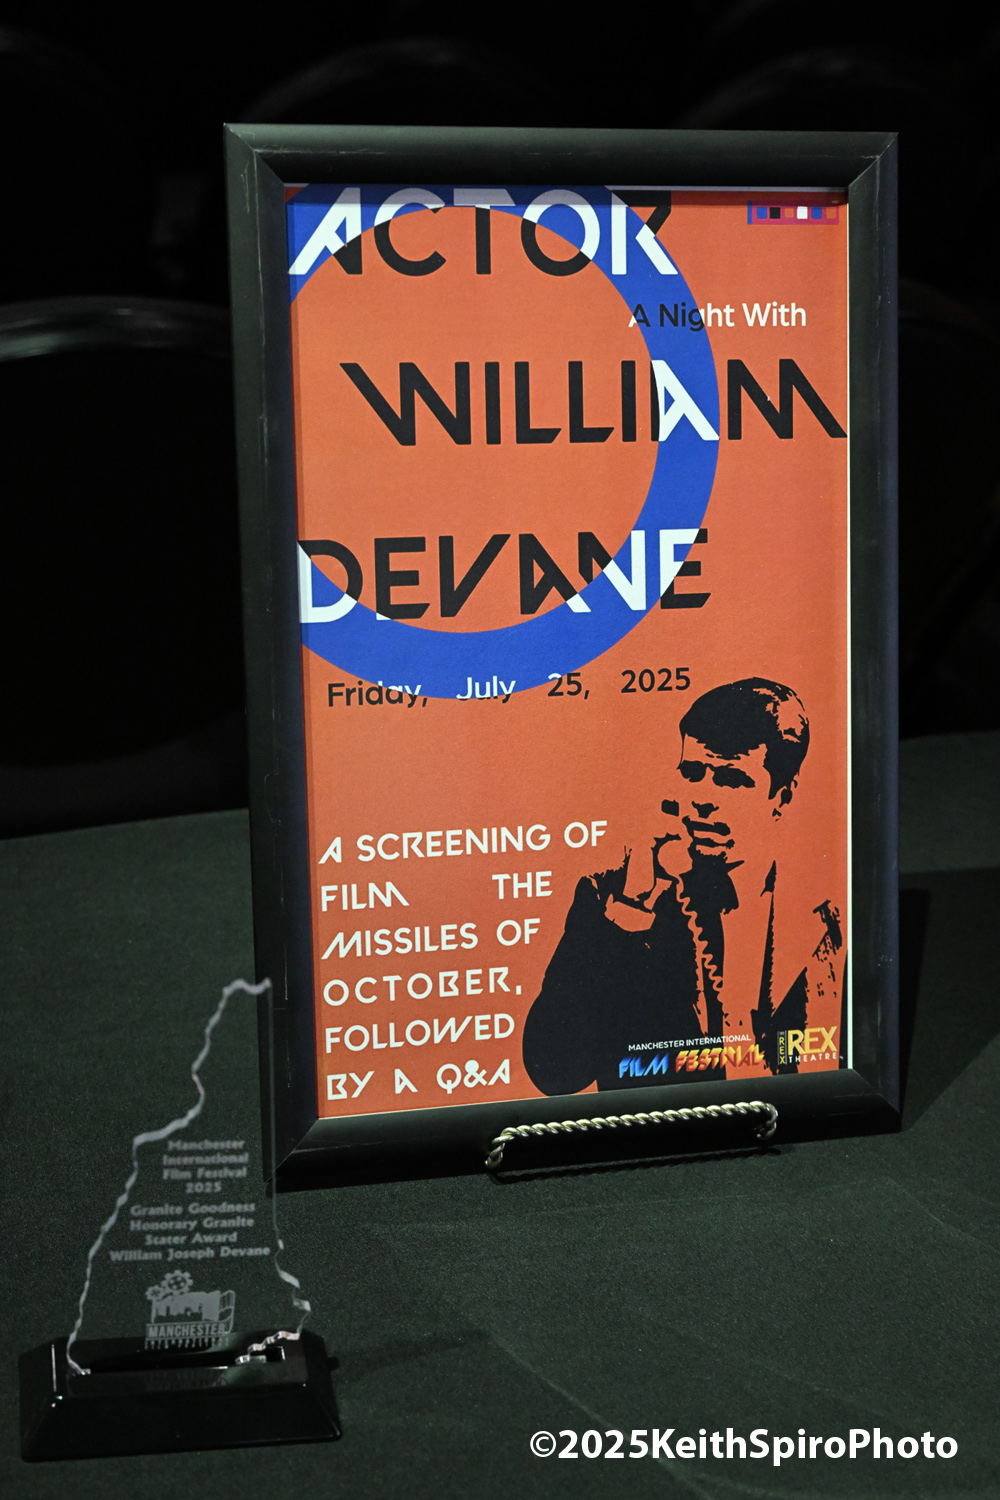 ACTOR
A Night With
WILLIAM
DEVANE
Friday, July 25, 2025
A SCREENING OF
FILM THE
MISSILES OF
OCTOBER,
FOLLOWED
BY A Q&A
MANCHESTER INTERNATIONAL
FILM FESTIVAL
THE REX
REX
THEATRE
Manchester
International
Film Festival
2025
Granite Goodness
Honorary Granite
Stater Award
William Joseph Devane
MANCHESTER
©2025KeithSpiroPhoto